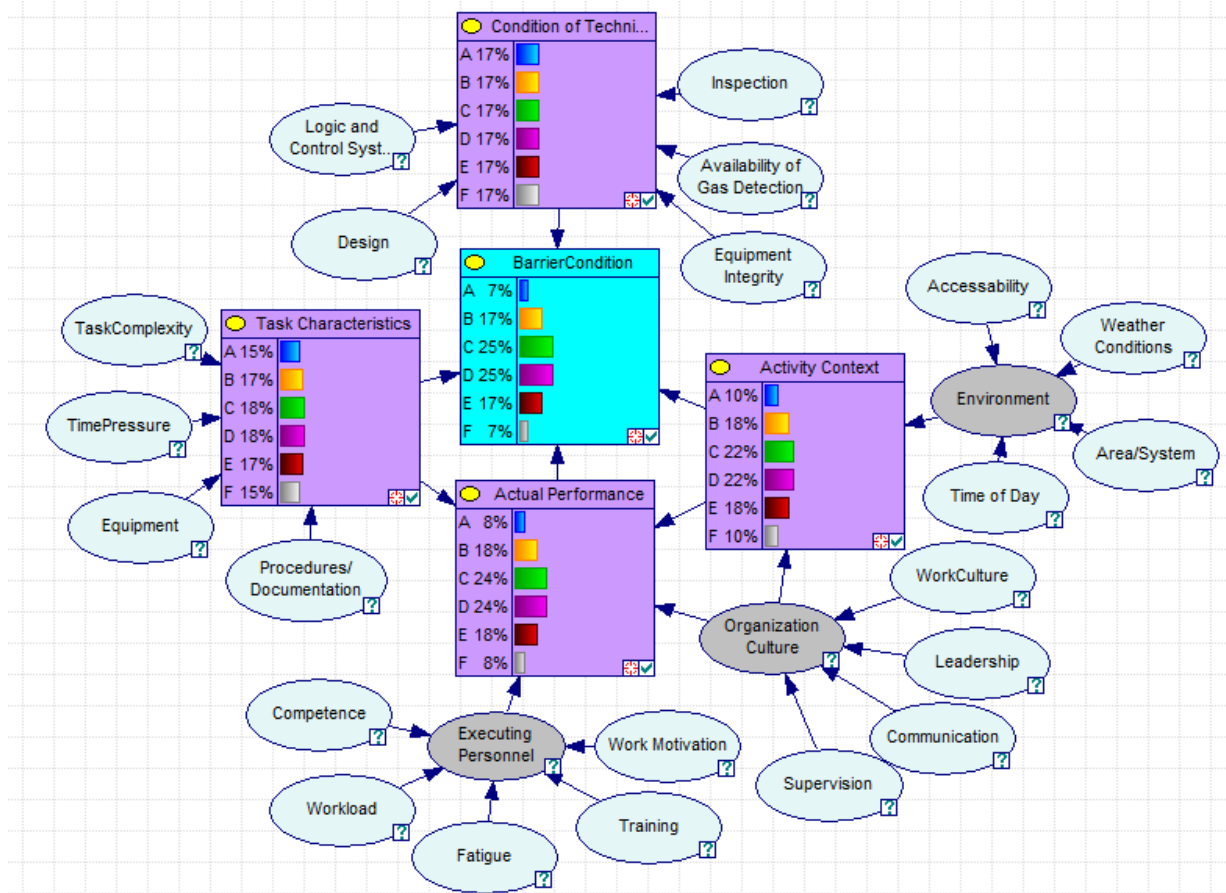 Condition of Techni...
A 17%
B 17%
C 17%
D 17%
E 17%
F 17%
Inspection
?
Logic and
Control Syst...
?
Availability of
Gas Detection
?
Design
?
Equipment
Integrity
?
BarrierCondition
A 7%
B 17%
C 25%
D 25%
E 17%
F 7%
Accessability
?
Weather
Conditions
?
TaskComplexity
?
Task Characteristics
A 15%
B 17%
C 18%
D 18%
E 17%
F 15%
Activity Context
A 10%
B 18%
C 22%
D 22%
E 18%
F 10%
Environment
?
TimePressure
?
Area/System
?
Equipment
?
Time of Day
?
Actual Performance
A 8%
B 18%
C 24%
D 24%
E 18%
F 8%
Procedures/
Documentation
?
WorkCulture
?
Organization
Culture
?
Leadership
?
Competence
?
Executing
Personnel
?
Work Motivation
?
Communication
?
Supervision
?
Workload
?
Training
?
Fatigue
?